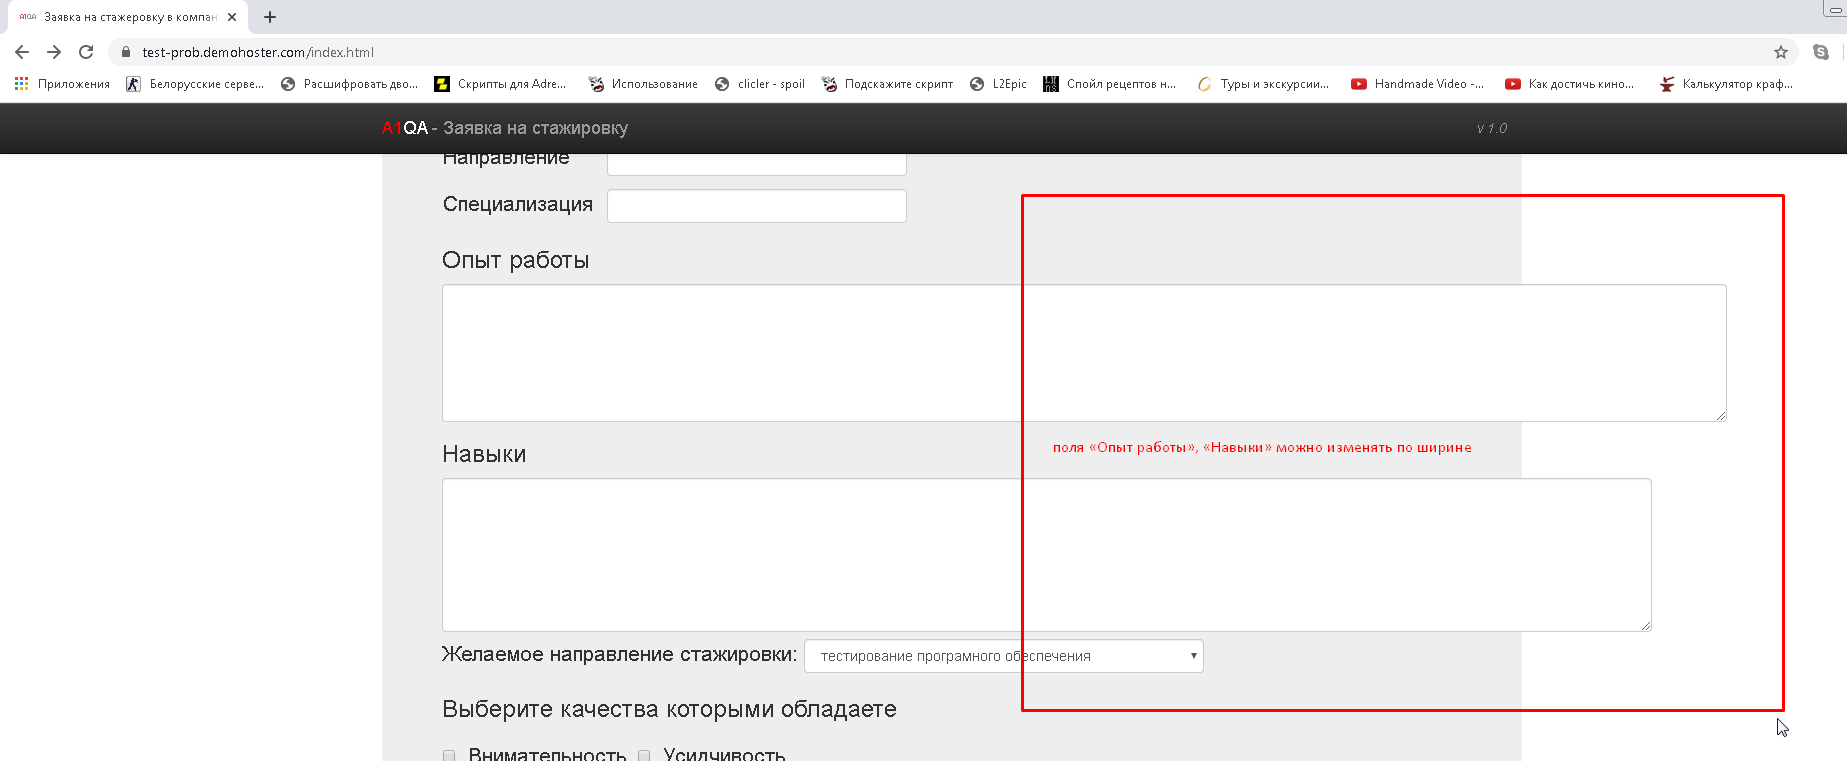 A1QA Заявка на стажеровку в компан
test-prob.demohoster.com/index.html
Приложения Белорусские серве... Расшифровать дво... Скрипты для Adre... Использование clicler - spoil Подскажите скрипт L2Epic Спойл рецептов н... Туры и экскурсии... Handmade Video -... Как достичь кино... Калькулятор краф...
A1QA - Заявка на стажировку v 1.0
Направление
Специализация
Опыт работы
поля «Опыт работы», «Навыки» можно изменять по ширине
Навыки
Желаемое направление стажировки: тестирование програмного обеспечения
Выберите качества которыми обладаете
Внимательность Усидчивость